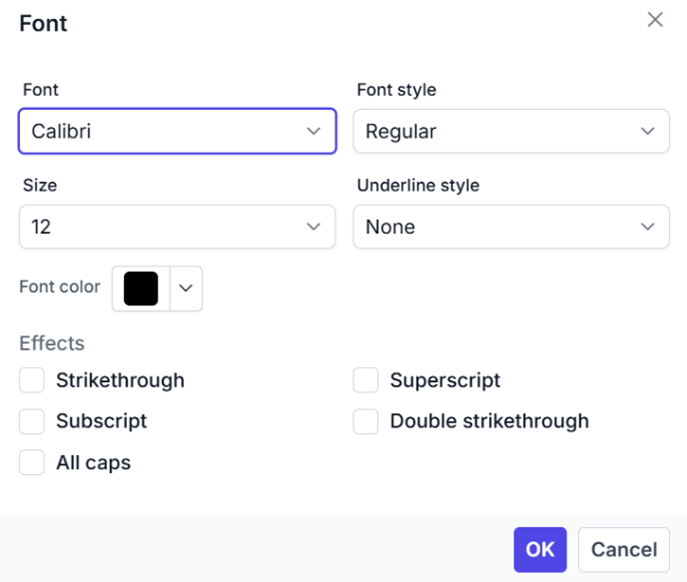 Font
Font Font style
Calibri Regular
Size Underline style
12 None
Font color
Effects
Strikethrough Superscript
Subscript Double strikethrough
All caps
OK Cancel